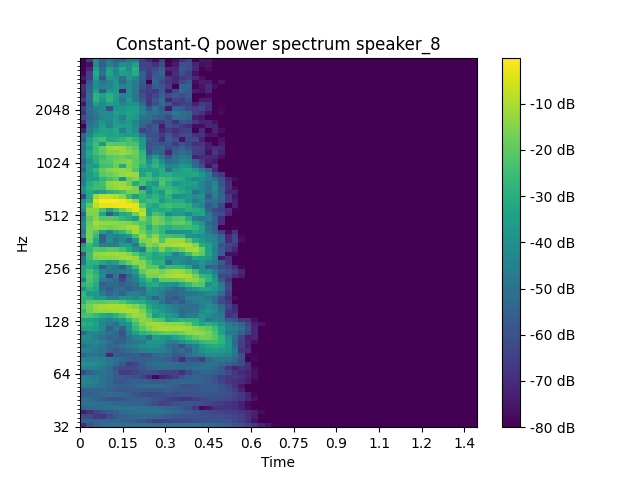 Constant-Q power spectrum speaker_8
Hz
2048
1024
512
256
128
64
32
0 0.15 0.3 0.45 0.6 0.75 0.9 1.1 1.2 1.4
Time
-10 dB
-20 dB
-30 dB
-40 dB
-50 dB
-60 dB
-70 dB
-80 dB